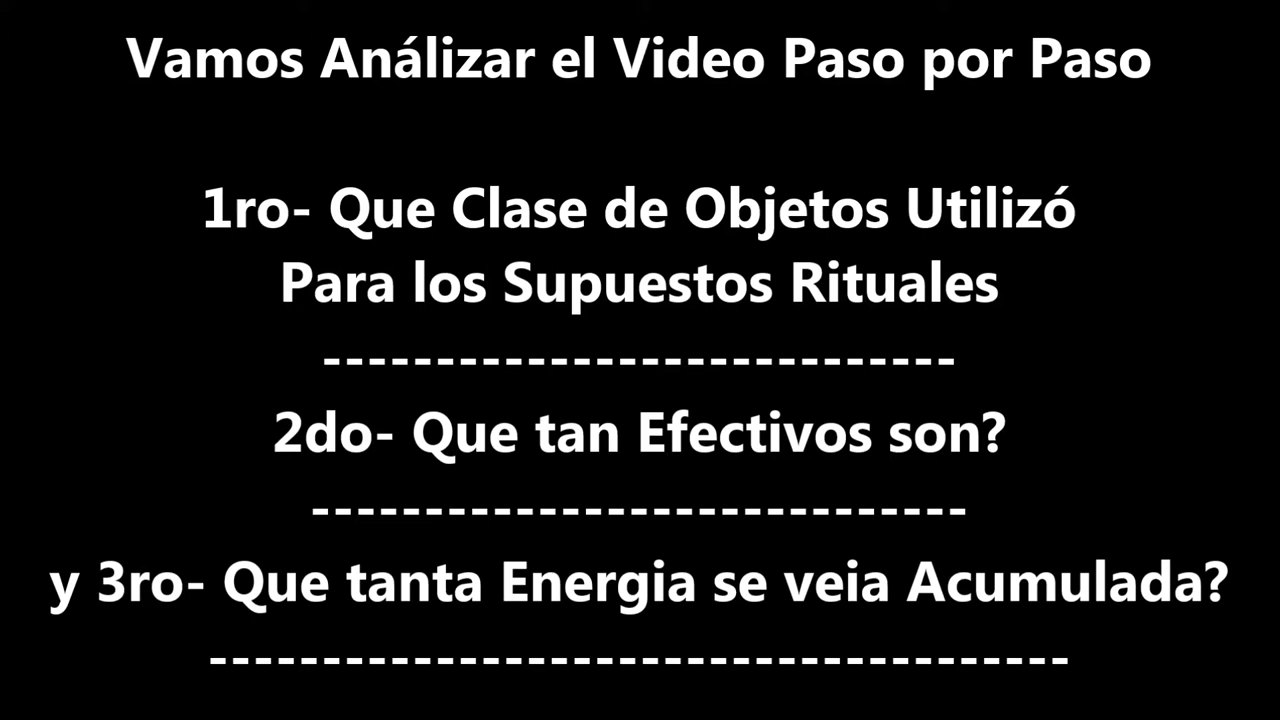 Vamos Análizar el Video Paso por Paso
1ro- Que Clase de Objetos Utilizó
Para los Supuestos Rituales
----------------------------
2do- Que tan Efectivos son?
-----------------------------
y 3ro- Que tanta Energia se veia Acumulada?
--------------------------------------